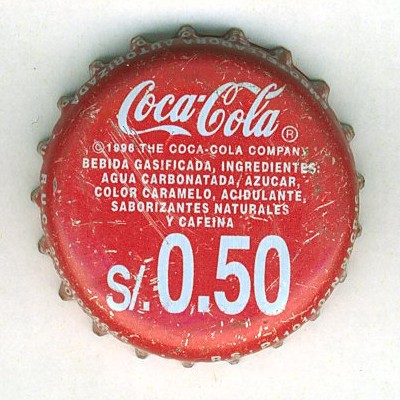 Coca-Cola ®
© 1996 THE COCA-COLA COMPANY
BEBIDA GASIFICADA, INGREDIENTES:
AGUA CARBONATADA, AZUCAR,
COLOR CARAMELO, ACIDULANTE,
SABORIZANTES NATURALES
Y CAFEINA
S/. 0.50